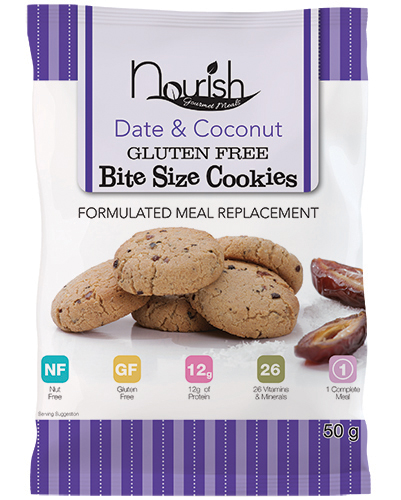 Nourish
Gourmet Meals
Date & Coconut
GLUTEN FREE
Bite Size Cookies
FORMULATED MEAL REPLACEMENT
NF GF 12g 26 1
Nut Free
Gluten Free
12g of Protein
26 Vitamins & Minerals
1 Complete Meal
Serving Suggestion
50 g